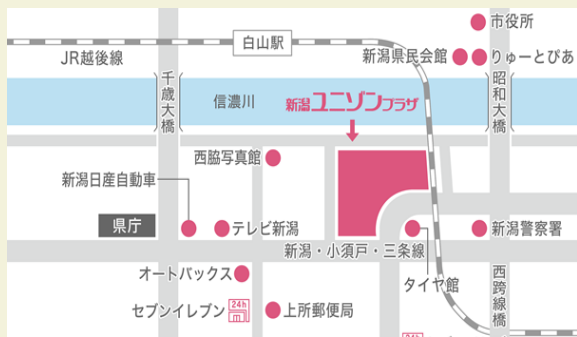 市役所
白山駅
JR越後線
新潟県民会館
りゅーとぴあ
千歳大橋
昭和大橋
信濃川
新潟ユニゾンプラザ
西脇写真館
新潟日産自動車
県庁
テレビ新潟
新潟警察署
新潟・小須戸・三条線
オートバックス
タイヤ館
セブンイレブン
24h
上所郵便局
西跨線橋
24h